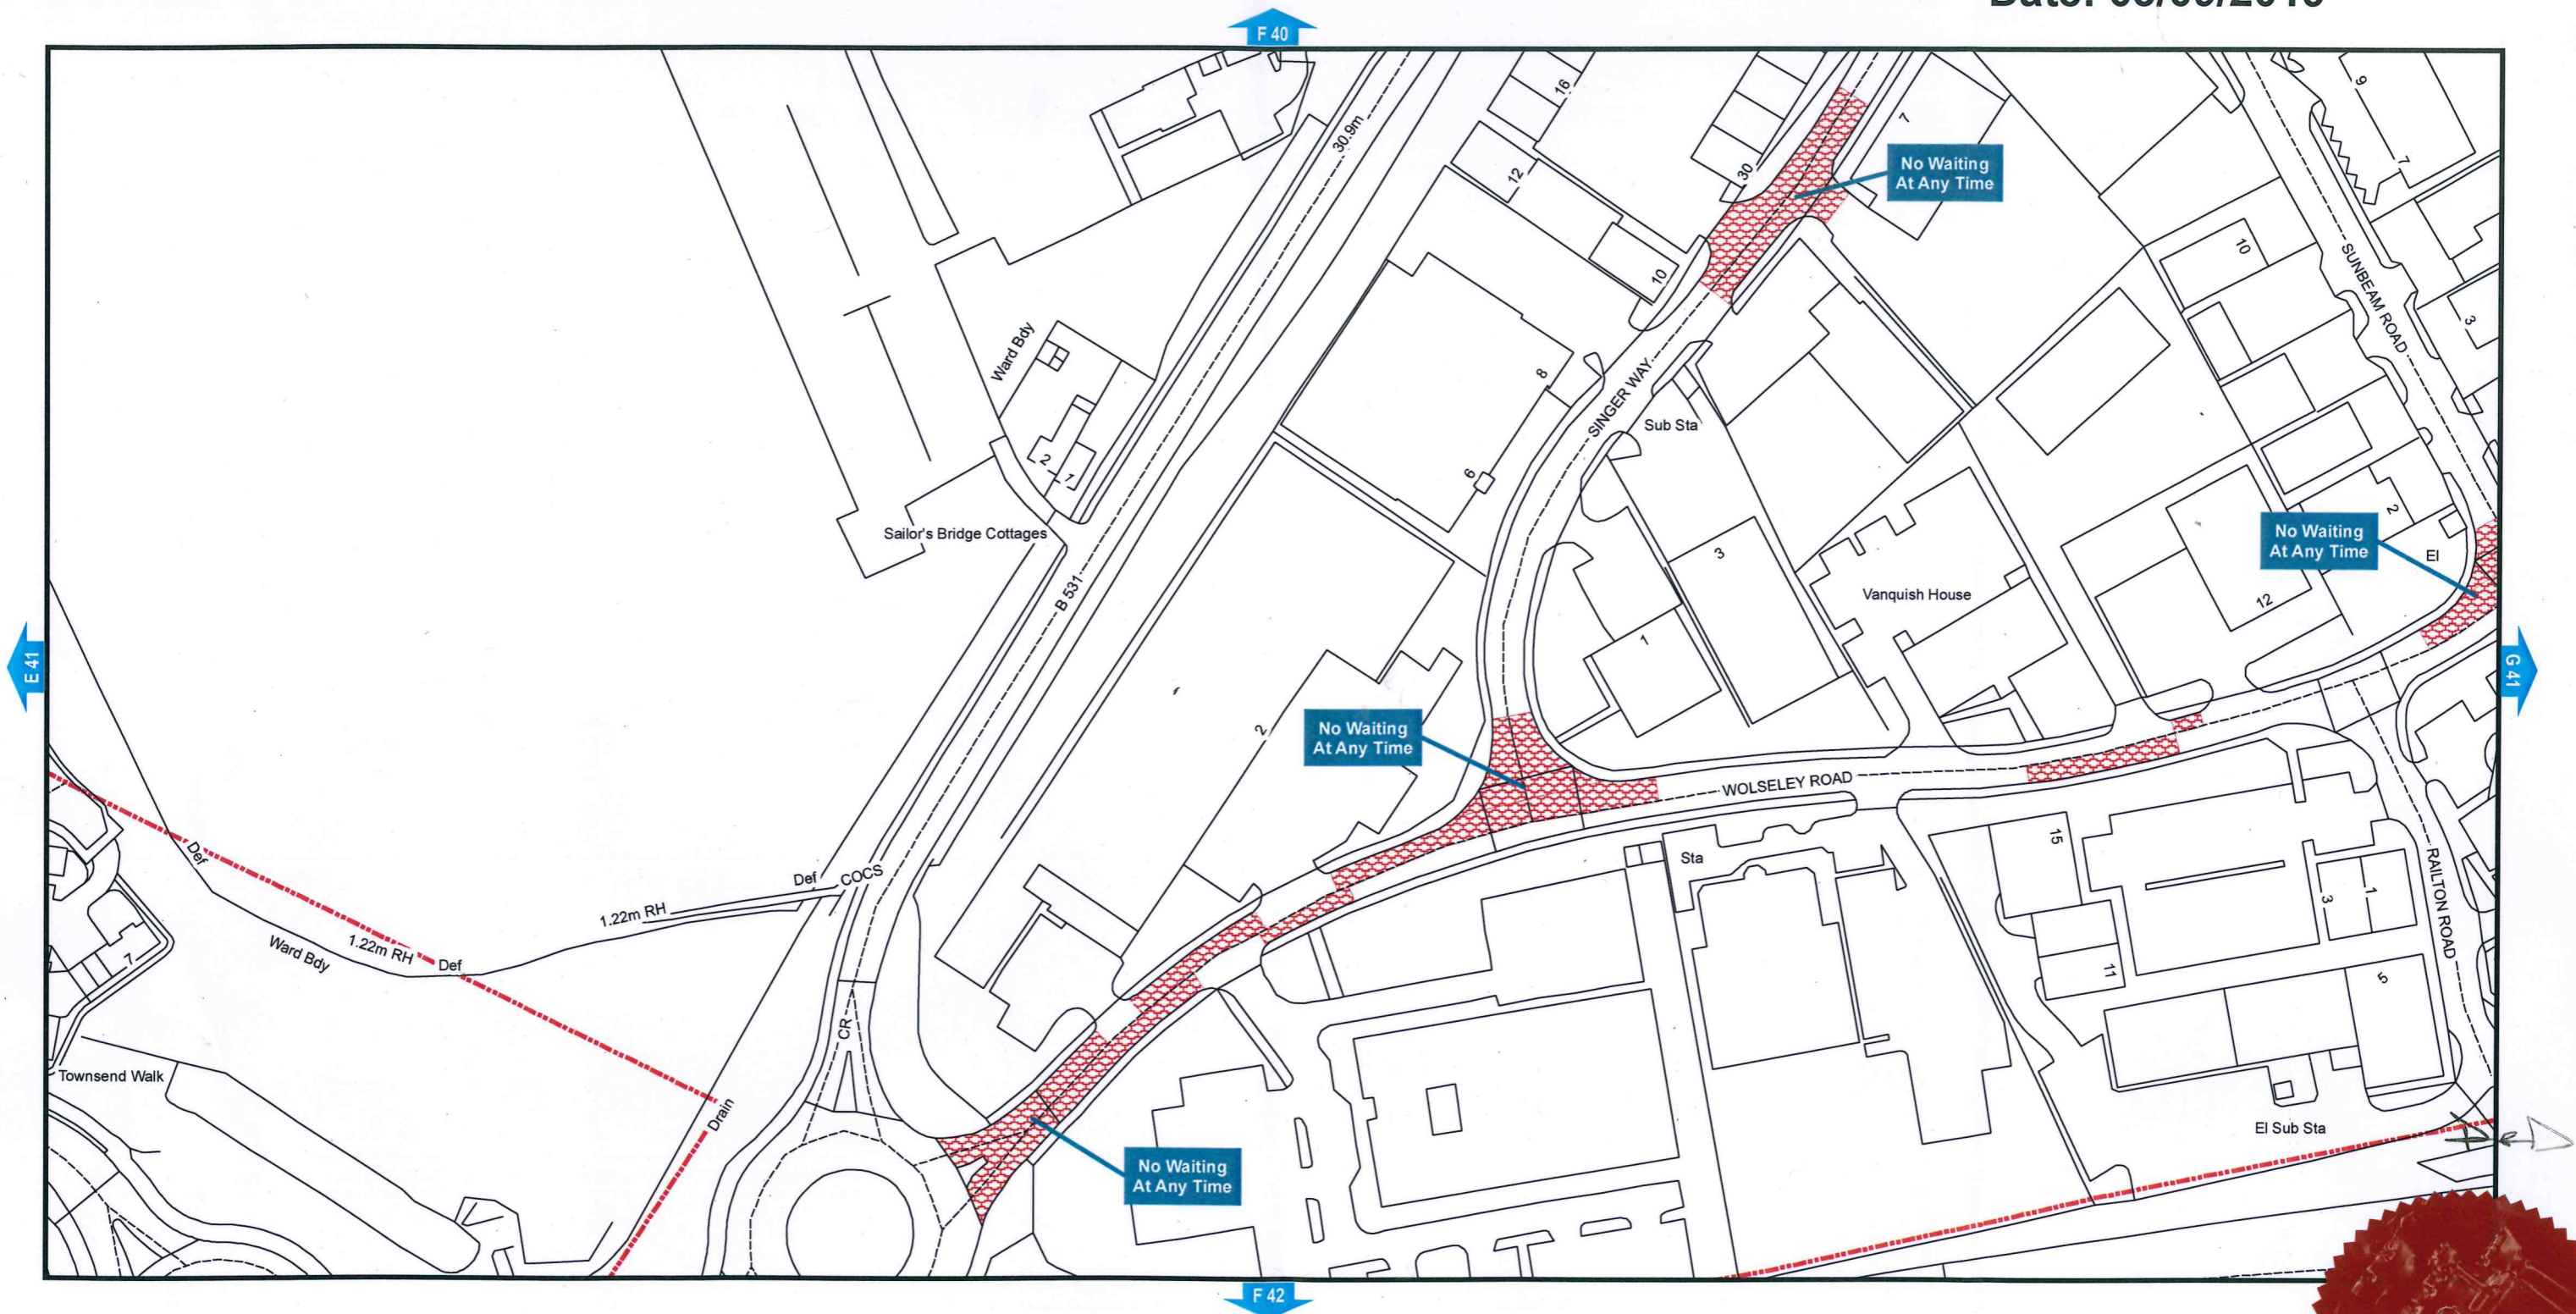 F 40
30.9m
16
12
30
7
No Waiting
At Any Time
9
7
10
10
SUNBEAM ROAD
3
Ward Bdy
8
SINGER WAY
Sub Sta
6
2
1
Sailor's Bridge Cottages
B 531
3
2
No Waiting
At Any Time
El
Vanquish House
12
1
E 41
G 41
2
No Waiting
At Any Time
WOLSELEY ROAD
Def
Def
COCS
1.22m RH
Ward Bdy
1.22m RH
Def
7
Sta
15
11
3
1
RAILTON ROAD
5
CR
Townsend Walk
Drain
El Sub Sta
No Waiting
At Any Time
F 42